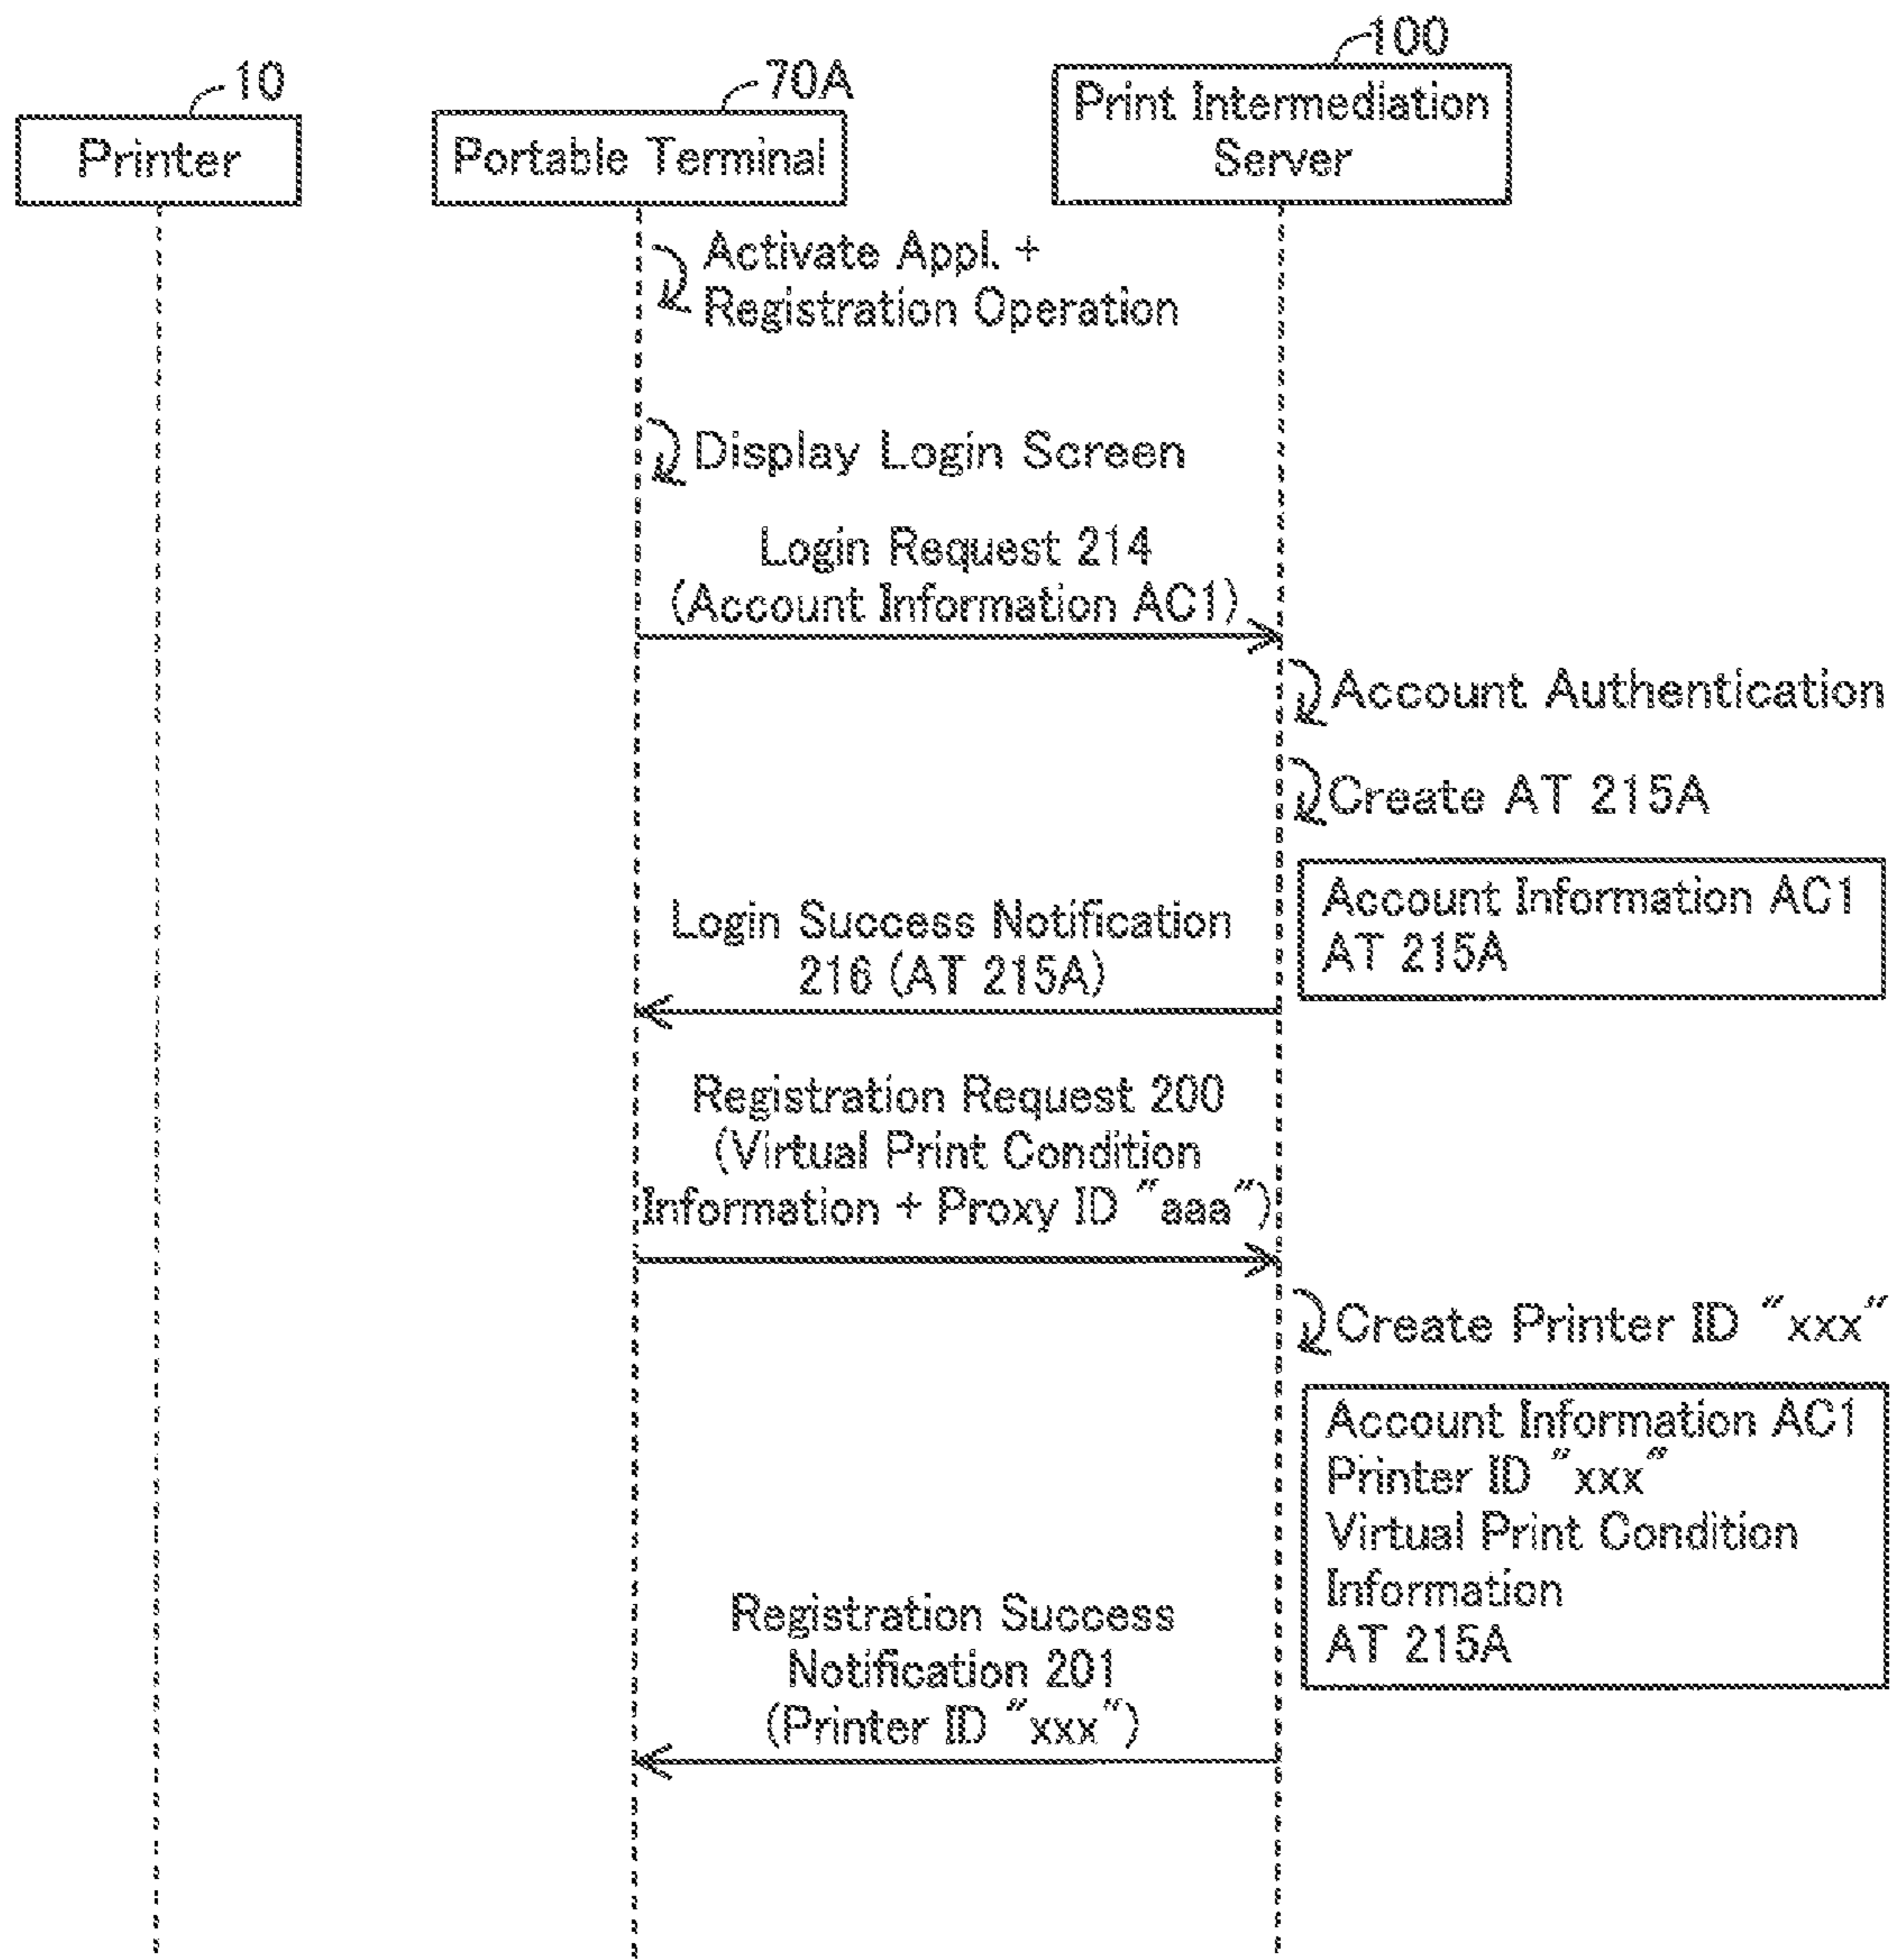 10
70A
100
Printer
Portable Terminal
Print Intermediation
Server
Activate Appl. +
Registration Operation
Display Login Screen
Login Request 214
(Account Information AC1)
Account Authentication
Create AT 215A
Account Information AC1
AT 215A
Login Success Notification
216 (AT 215A)
Registration Request 200
(Virtual Print Condition
Information + Proxy ID "aaa")
Create Printer ID "xxx"
Account Information AC1
Printer ID "xxx"
Virtual Print Condition
Information
AT 215A
Registration Success
Notification 201
(Printer ID "xxx")